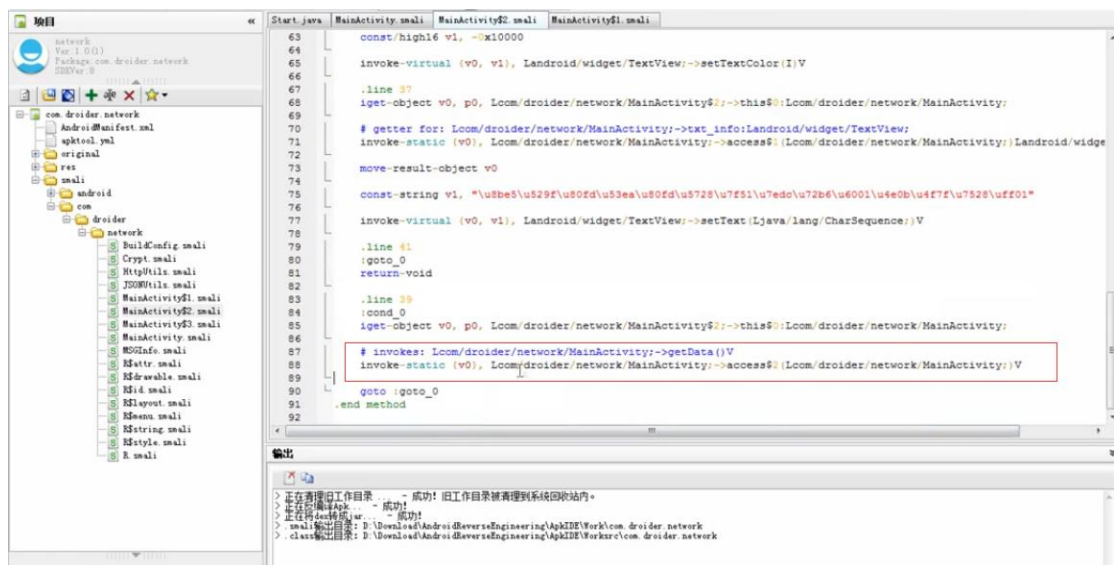 项目
network
Ver:1.0(1)
Package:com.droider.network
SDKVer:8
com.droider.network
AndroidManifest.xml
apktool.yml
original
res
smali
android
com
droider
network
BuildConfig.smali
Crypt.smali
HttpUtils.smali
JSONUtils.smali
MainActivity$1.smali
MainActivity$2.smali
MainActivity$3.smali
MainActivity.smali
MSGInfo.smali
R$attr.smali
R$drawable.smali
R$id.smali
R$layout.smali
R$menu.smali
R$string.smali
R$style.smali
R.smali
Start.java MainActivity.smali MainActivity$2.smali MainActivity$1.smali
63 const/high16 v1, -0x10000
64
65 invoke-virtual {v0, v1}, Landroid/widget/TextView;->setTextColor(I)V
66
67 .line 37
68 iget-object v0, p0, Lcom/droider/network/MainActivity$2;->this$0:Lcom/droider/network/MainActivity;
69
70 # getter for: Lcom/droider/network/MainActivity;->txt_info:Landroid/widget/TextView;
71 invoke-static {v0}, Lcom/droider/network/MainActivity;->access$1(Lcom/droider/network/MainActivity;)Landroid/widge
72
73 move-result-object v0
74
75 const-string v1, "\u8be5\u529f\u80fd\u53ea\u80fd\u5728\u7f51\u7edc\u72b6\u6001\u4e0b\u4f7f\u7528\uff01"
76
77 invoke-virtual {v0, v1}, Landroid/widget/TextView;->setText(Ljava/lang/CharSequence;)V
78
79 .line 41
80 :goto_0
81 return-void
82
83 .line 39
84 :cond_0
85 iget-object v0, p0, Lcom/droider/network/MainActivity$2;->this$0:Lcom/droider/network/MainActivity;
86
87 # invokes: Lcom/droider/network/MainActivity;->getData()V
88 invoke-static {v0}, Lcom/droider/network/MainActivity;->access$2(Lcom/droider/network/MainActivity;)V
89
90 goto :goto_0
91 .end method
92
输出
> 正在清理旧工作目录 ... - 成功! 旧工作目录被清理到系统回收站内。
> 正在反编译Apk... - 成功!
> 正在将dex转成jar... - 成功!
> .smali输出目录: D:\Download\AndroidReverseEngineering\ApkIDE\Work\com.droider.network
> .class输出目录: D:\Download\AndroidReverseEngineering\ApkIDE\Worksrc\com.droider.network